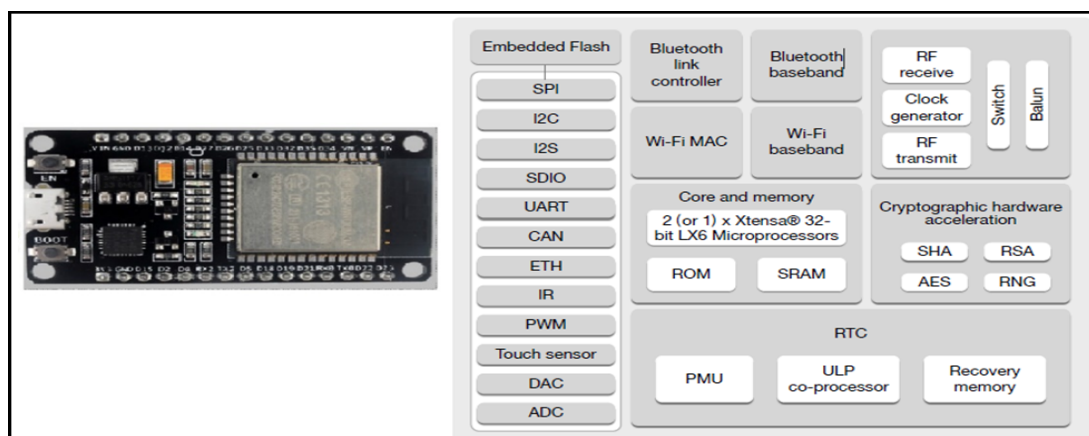 EN
BOOT
Embedded Flash
SPI
I2C
I2S
SDIO
UART
CAN
ETH
IR
PWM
Touch sensor
DAC
ADC
Bluetooth
link
controller
Bluetooth
baseband
Wi-Fi MAC
Wi-Fi
baseband
RF
receive
Clock
generator
RF
transmit
Switch
Balun
Core and memory
2 (or 1) x Xtensa® 32-
bit LX6 Microprocessors
ROM
SRAM
Cryptographic hardware
acceleration
SHA
RSA
AES
RNG
RTC
PMU
ULP
co-processor
Recovery
memory